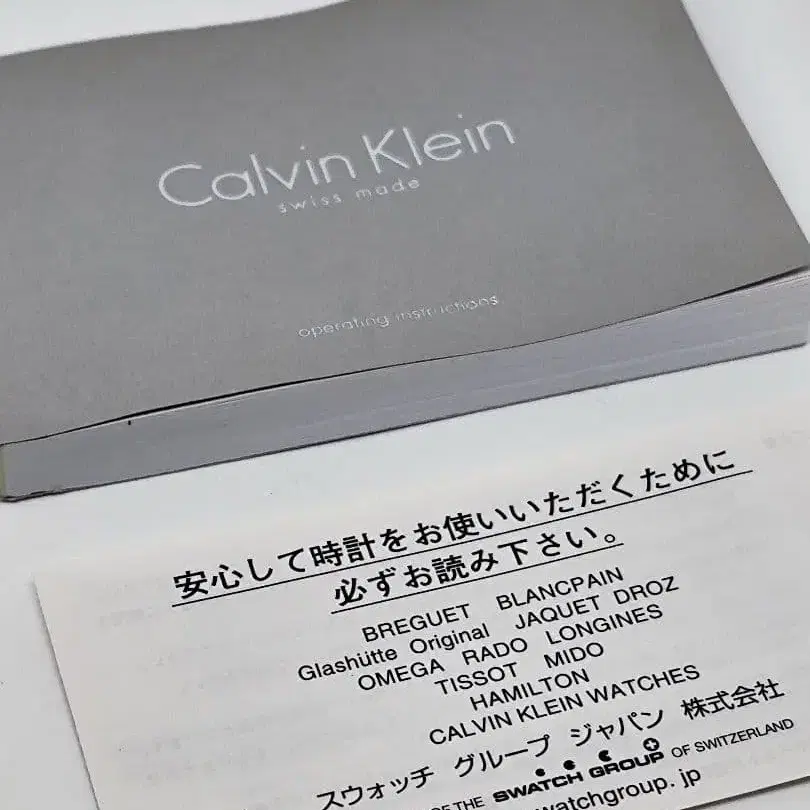 Calvin Klein
swiss made
operating instructions
安心して時計をお使いいただくために
必ずお読み下さい。
BREGUET BLANCPAIN
Glashütte Original JAQUET DROZ
OMEGA RADO LONGINES
TISSOT MIDO
HAMILTON
CALVIN KLEIN WATCHES
スウォッチ グループ ジャパン 株式会社
OF THE SWATCH GROUP OF SWITZERLAND
watchgroup. jp